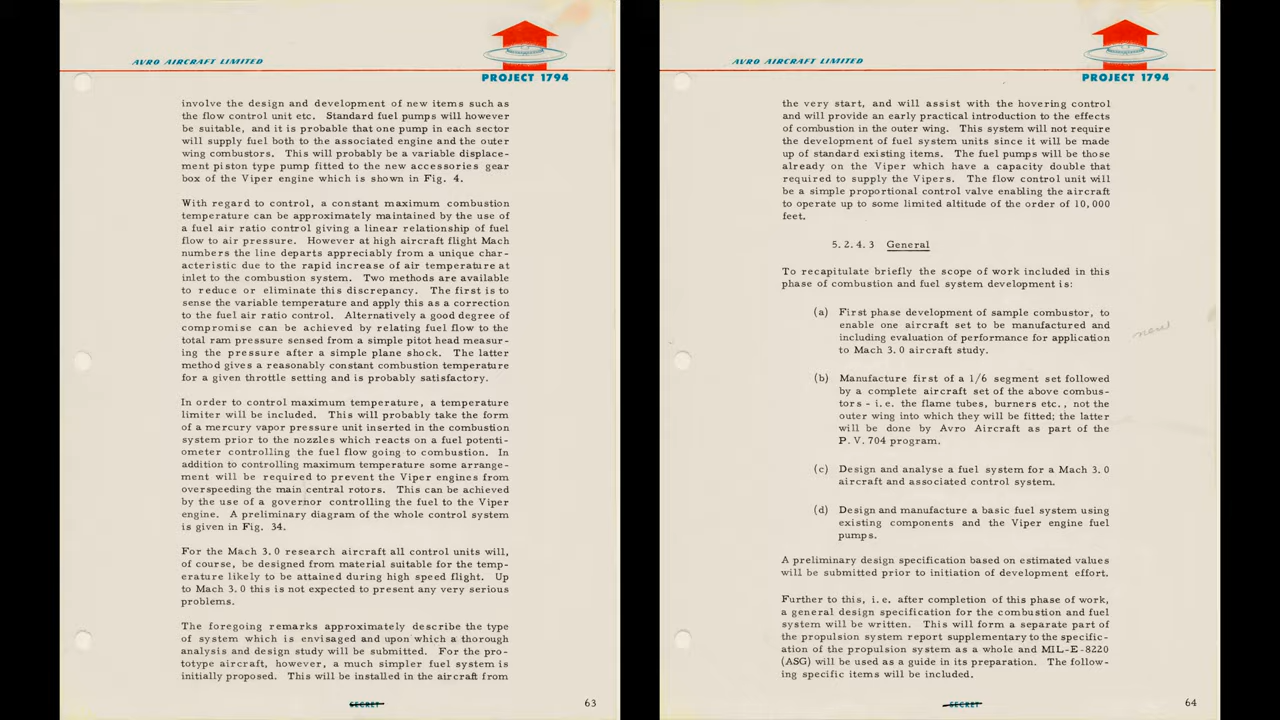 AVRO AIRCRAFT LIMITED
PROJECT 1794
involve the design and development of new items such as
the flow control unit etc. Standard fuel pumps will however
be suitable, and it is probable that one pump in each sector
will supply fuel both to the associated engine and the outer
wing combustors. This will probably be a variable displace-
ment piston type pump fitted to the new accessories gear
box of the Viper engine which is shown in Fig. 4.
With regard to control, a constant maximum combustion
temperature can be approximately maintained by the use of
a fuel air ratio control giving a linear relationship of fuel
flow to air pressure. However at high aircraft flight Mach
numbers the line departs appreciably from a unique char-
acteristic due to the rapid increase of air temperature at
inlet to the combustion system. Two methods are available
to reduce or eliminate this discrepancy. The first is to
sense the variable temperature and apply this as a correction
to the fuel air ratio control. Alternatively a good degree of
compromise can be achieved by relating fuel flow to the
total ram pressure sensed from a simple pitot head measur-
ing the pressure after a simple plane shock. The latter
method gives a reasonably constant combustion temperature
for a given throttle setting and is probably satisfactory.
In order to control maximum temperature, a temperature
limiter will be included. This will probably take the form
of a mercury vapor pressure unit inserted in the combustion
system prior to the nozzles which reacts on a fuel potenti-
ometer controlling the fuel flow going to combustion. In
addition to controlling maximum temperature some arrange-
ment will be required to prevent the Viper engines from
overspeeding the main central rotors. This can be achieved
by the use of a governor controlling the fuel to the Viper
engine. A preliminary diagram of the whole control system
is given in Fig. 34.
For the Mach 3.0 research aircraft all control units will,
of course, be designed from material suitable for the temp-
erature likely to be attained during high speed flight. Up
to Mach 3.0 this is not expected to present any very serious
problems.
The foregoing remarks approximately describe the type
of system which is envisaged and upon which a thorough
analysis and design study will be submitted. For the pro-
totype aircraft, however, a much simpler fuel system is
initially proposed. This will be installed in the aircraft from
SECRET
63
AVRO AIRCRAFT LIMITED
PROJECT 1794
the very start, and will assist with the hovering control
and will provide an early practical introduction to the effects
of combustion in the outer wing. This system will not require
the development of fuel system units since it will be made
up of standard existing items. The fuel pumps will be those
already on the Viper which have a capacity double that
required to supply the Vipers. The flow control unit will
be a simple proportional control valve enabling the aircraft
to operate up to some limited altitude of the order of 10,000
feet.
5.2.4.3 General
To recapitulate briefly the scope of work included in this
phase of combustion and fuel system development is:
(a) First phase development of sample combustor, to
enable one aircraft set to be manufactured and
including evaluation of performance for application
to Mach 3.0 aircraft study.
new
(b) Manufacture first of a 1/6 segment set followed
by a complete aircraft set of the above combus-
tors - i.e. the flame tubes, burners etc., not the
outer wing into which they will be fitted; the latter
will be done by Avro Aircraft as part of the
P.V. 704 program.
(c) Design and analyse a fuel system for a Mach 3.0
aircraft and associated control system.
(d) Design and manufacture a basic fuel system using
existing components and the Viper engine fuel
pumps.
A preliminary design specification based on estimated values
will be submitted prior to initiation of development effort.
Further to this, i.e. after completion of this phase of work,
a general design specification for the combustion and fuel
system will be written. This will form a separate part of
the propulsion system report supplementary to the specific-
ation of the propulsion system as a whole and MIL-E-8220
(ASG) will be used as a guide in its preparation. The follow-
ing specific items will be included.
SECRET
64